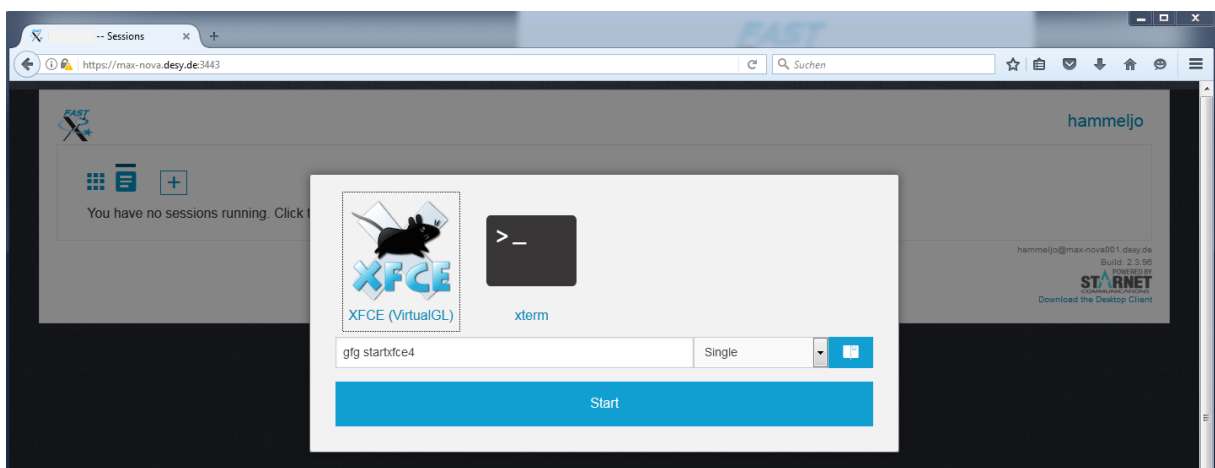 FAST
-- Sessions
https://max-nova.desy.de:3443
Suchen
FAST
X
hammeljo
You have no sessions running. Click t
XFCE
XFCE (VirtualGL)
>_
xterm
gfg startxfce4
Single
Start
hammeljo@max-nova001.desy.de
Build: 2.3.96
POWERED BY
STARNET
COMMUNICATIONS
Download the Desktop Client